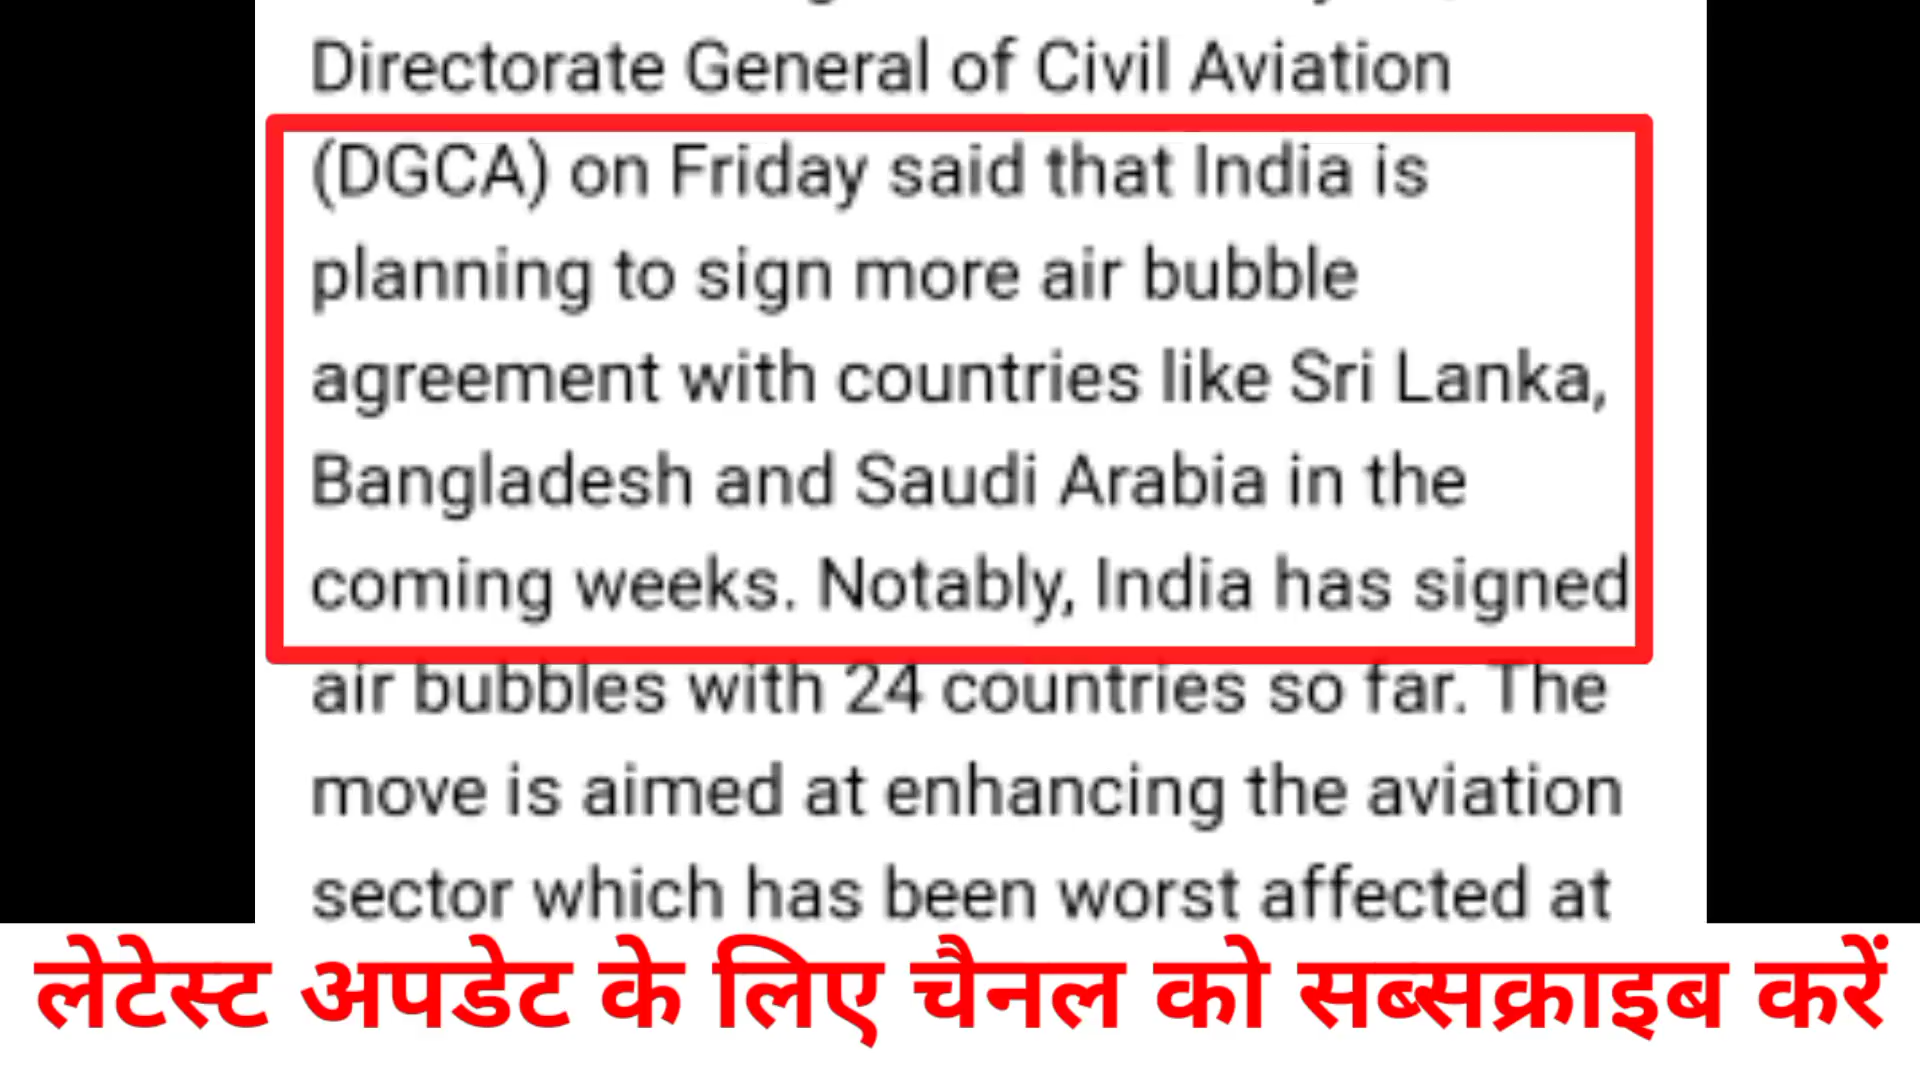 Directorate General of Civil Aviation
(DGCA) on Friday said that India is
planning to sign more air bubble
agreement with countries like Sri Lanka,
Bangladesh and Saudi Arabia in the
coming weeks. Notably, India has signed
air bubbles with 24 countries so far. The
move is aimed at enhancing the aviation
sector which has been worst affected at
लेटेस्ट अपडेट के लिए चैनल को सब्सक्राइब करें